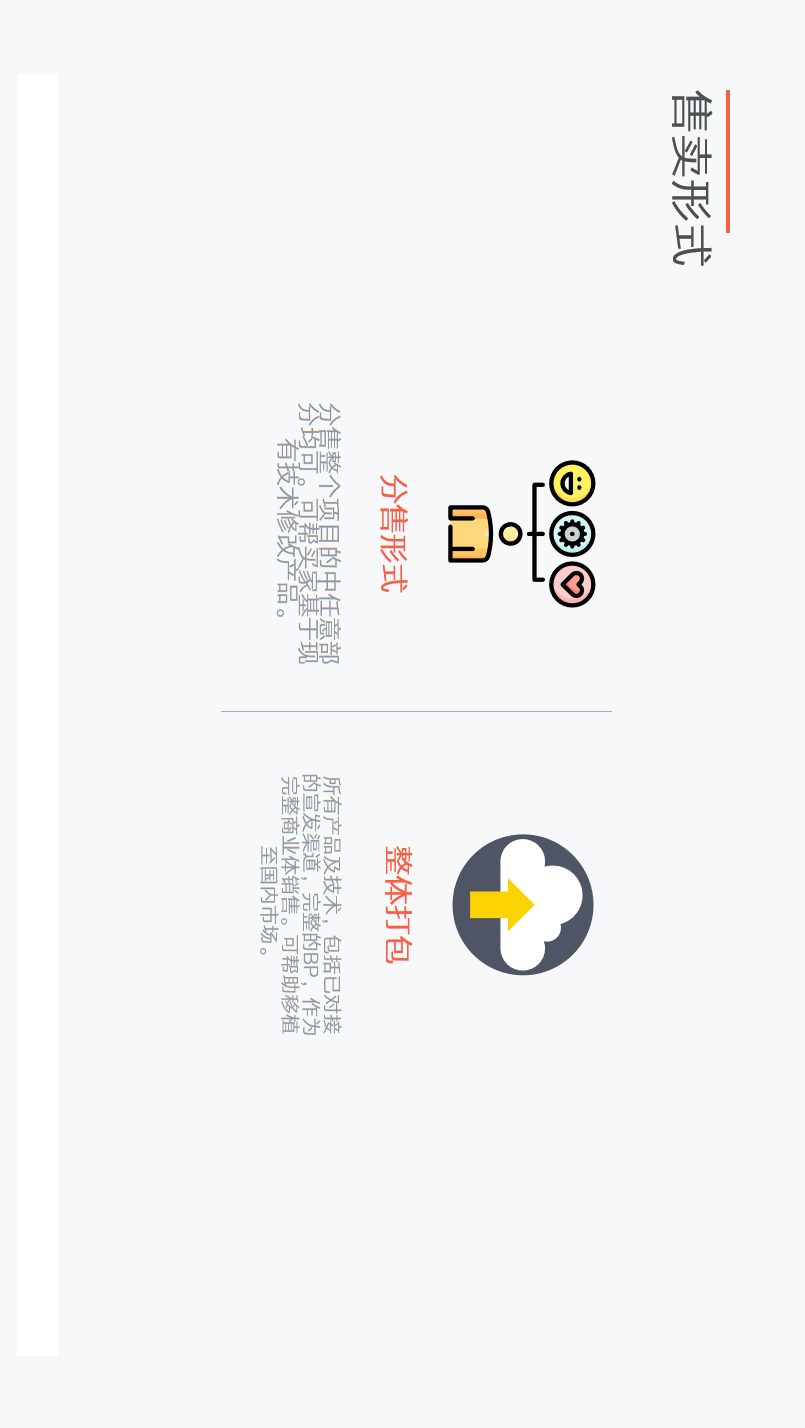 售卖形式
分售形式
分售整个项目的中任意部
分均可。可帮买家基于现
有技术修改产品。
整体打包
所有产品及技术，包括已对接
的宣发渠道，完整的BP，作为
完整商业体销售。可帮助移植
至国内市场。